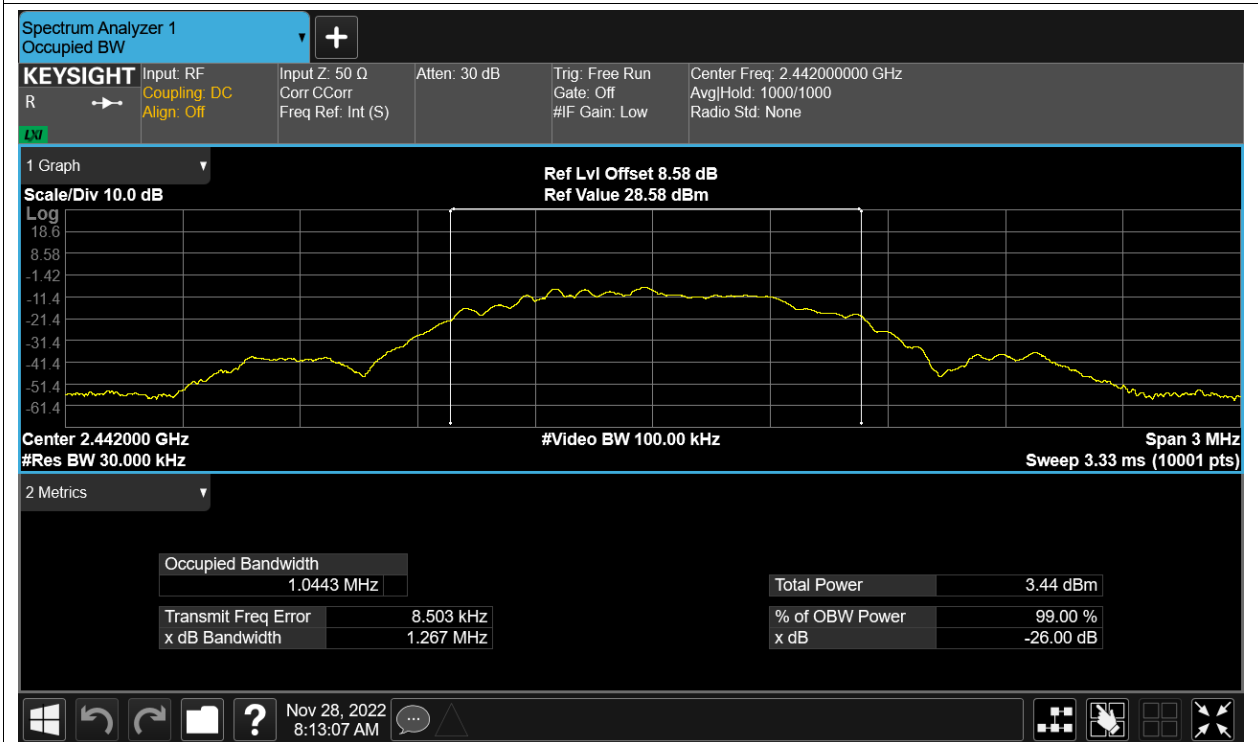 Spectrum Analyzer 1
Occupied BW
KEYSIGHT
R
LXI
Input: RF
Coupling: DC
Align: Off
Input Z: 50 Ω
Corr CCorr
Freq Ref: Int (S)
Atten: 30 dB
Trig: Free Run
Gate: Off
#IF Gain: Low
Center Freq: 2.442000000 GHz
Avg|Hold: 1000/1000
Radio Std: None
1 Graph
Scale/Div 10.0 dB
Ref Lvl Offset 8.58 dB
Ref Value 28.58 dBm
Log
18.6
8.58
-1.42
-11.4
-21.4
-31.4
-41.4
-51.4
-61.4
Center 2.442000 GHz
#Res BW 30.000 kHz
#Video BW 100.00 kHz
Span 3 MHz
Sweep 3.33 ms (10001 pts)
2 Metrics
Occupied Bandwidth
1.0443 MHz
Transmit Freq Error 8.503 kHz
x dB Bandwidth 1.267 MHz
Total Power 3.44 dBm
% of OBW Power 99.00 %
x dB -26.00 dB
?
Nov 28, 2022
8:13:07 AM